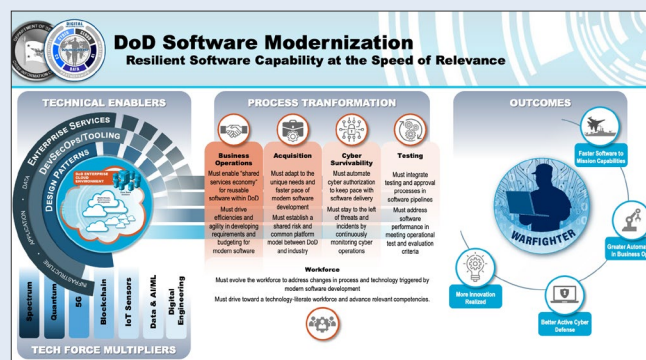 DoD Software Modernization
Resilient Software Capability at the Speed of Relevance
TECHNICAL ENABLERS
ENTERPRISE SERVICES
DEVSECOPS/TOOLING
DESIGN PATTERNS
DATA
APPLICATION
INFRASTRUCTURE
DoD ENTERPRISE
CLOUD
ENVIRONMENT
Spectrum
Quantum
5G
Blockchain
IoT Sensors
Data & AI/ML
Digital
Engineering
TECH FORCE MULTIPLIERS
PROCESS TRANFORMATION
Business
Operations
Must enable "shared
services economy"
for reusable
software within DoD
Must drive
efficiencies and
agility in developing
requirements and
budgeting for
modern software
Acquisition
Must adapt to the
unique needs and
faster pace of
modern software
development
Must establish a
shared risk and
common platform
model between DoD
and industry
Cyber
Survivability
Must automate
cyber authorization
to keep pace with
software delivery
Must stay to the
left of threats and
incidents by
continuously
monitoring cyber
operations
Testing
Must integrate
testing and approval
processes in
software pipelines
Must address
software
performance in
meeting operational
test and evaluation
criteria
Workforce
Must evolve the workforce to address changes in process and technology triggered by
modern software development
Must drive toward a technology-literate workforce and advance relevant competencies.
OUTCOMES
Faster Software to
Mission Capabilities
WARFIGHTER
Greater Automa
in Business Op
More Innovation
Realized
Better Active Cyber
Defense